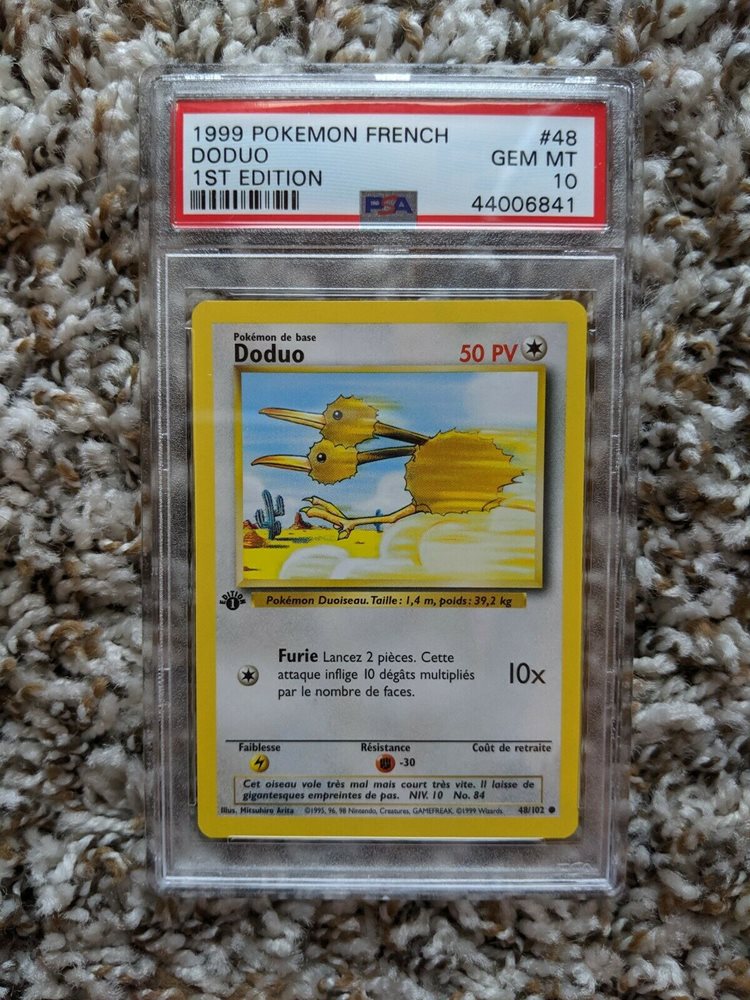 1999 POKEMON FRENCH #48
DODUO GEM MT
1ST EDITION 10
PSA 44006841
Pokémon de base
Doduo 50 PV
EDITION 1
Pokémon Duoiseau. Taille: 1,4 m, poids: 39,2 kg
Furie Lancez 2 pièces. Cette
attaque inflige 10 dégâts multipliés
par le nombre de faces.
10x
Faiblesse Résistance Coût de retraite
-30
Cet oiseau vole très mal mais court très vite. Il laisse de
gigantesques empreintes de pas. NIV. 10 No. 84
Illus. Mitsuhiro Arita ©1995, 96, 98 Nintendo, Creatures, GAMEFREAK. ©1999 Wizards. 48/102